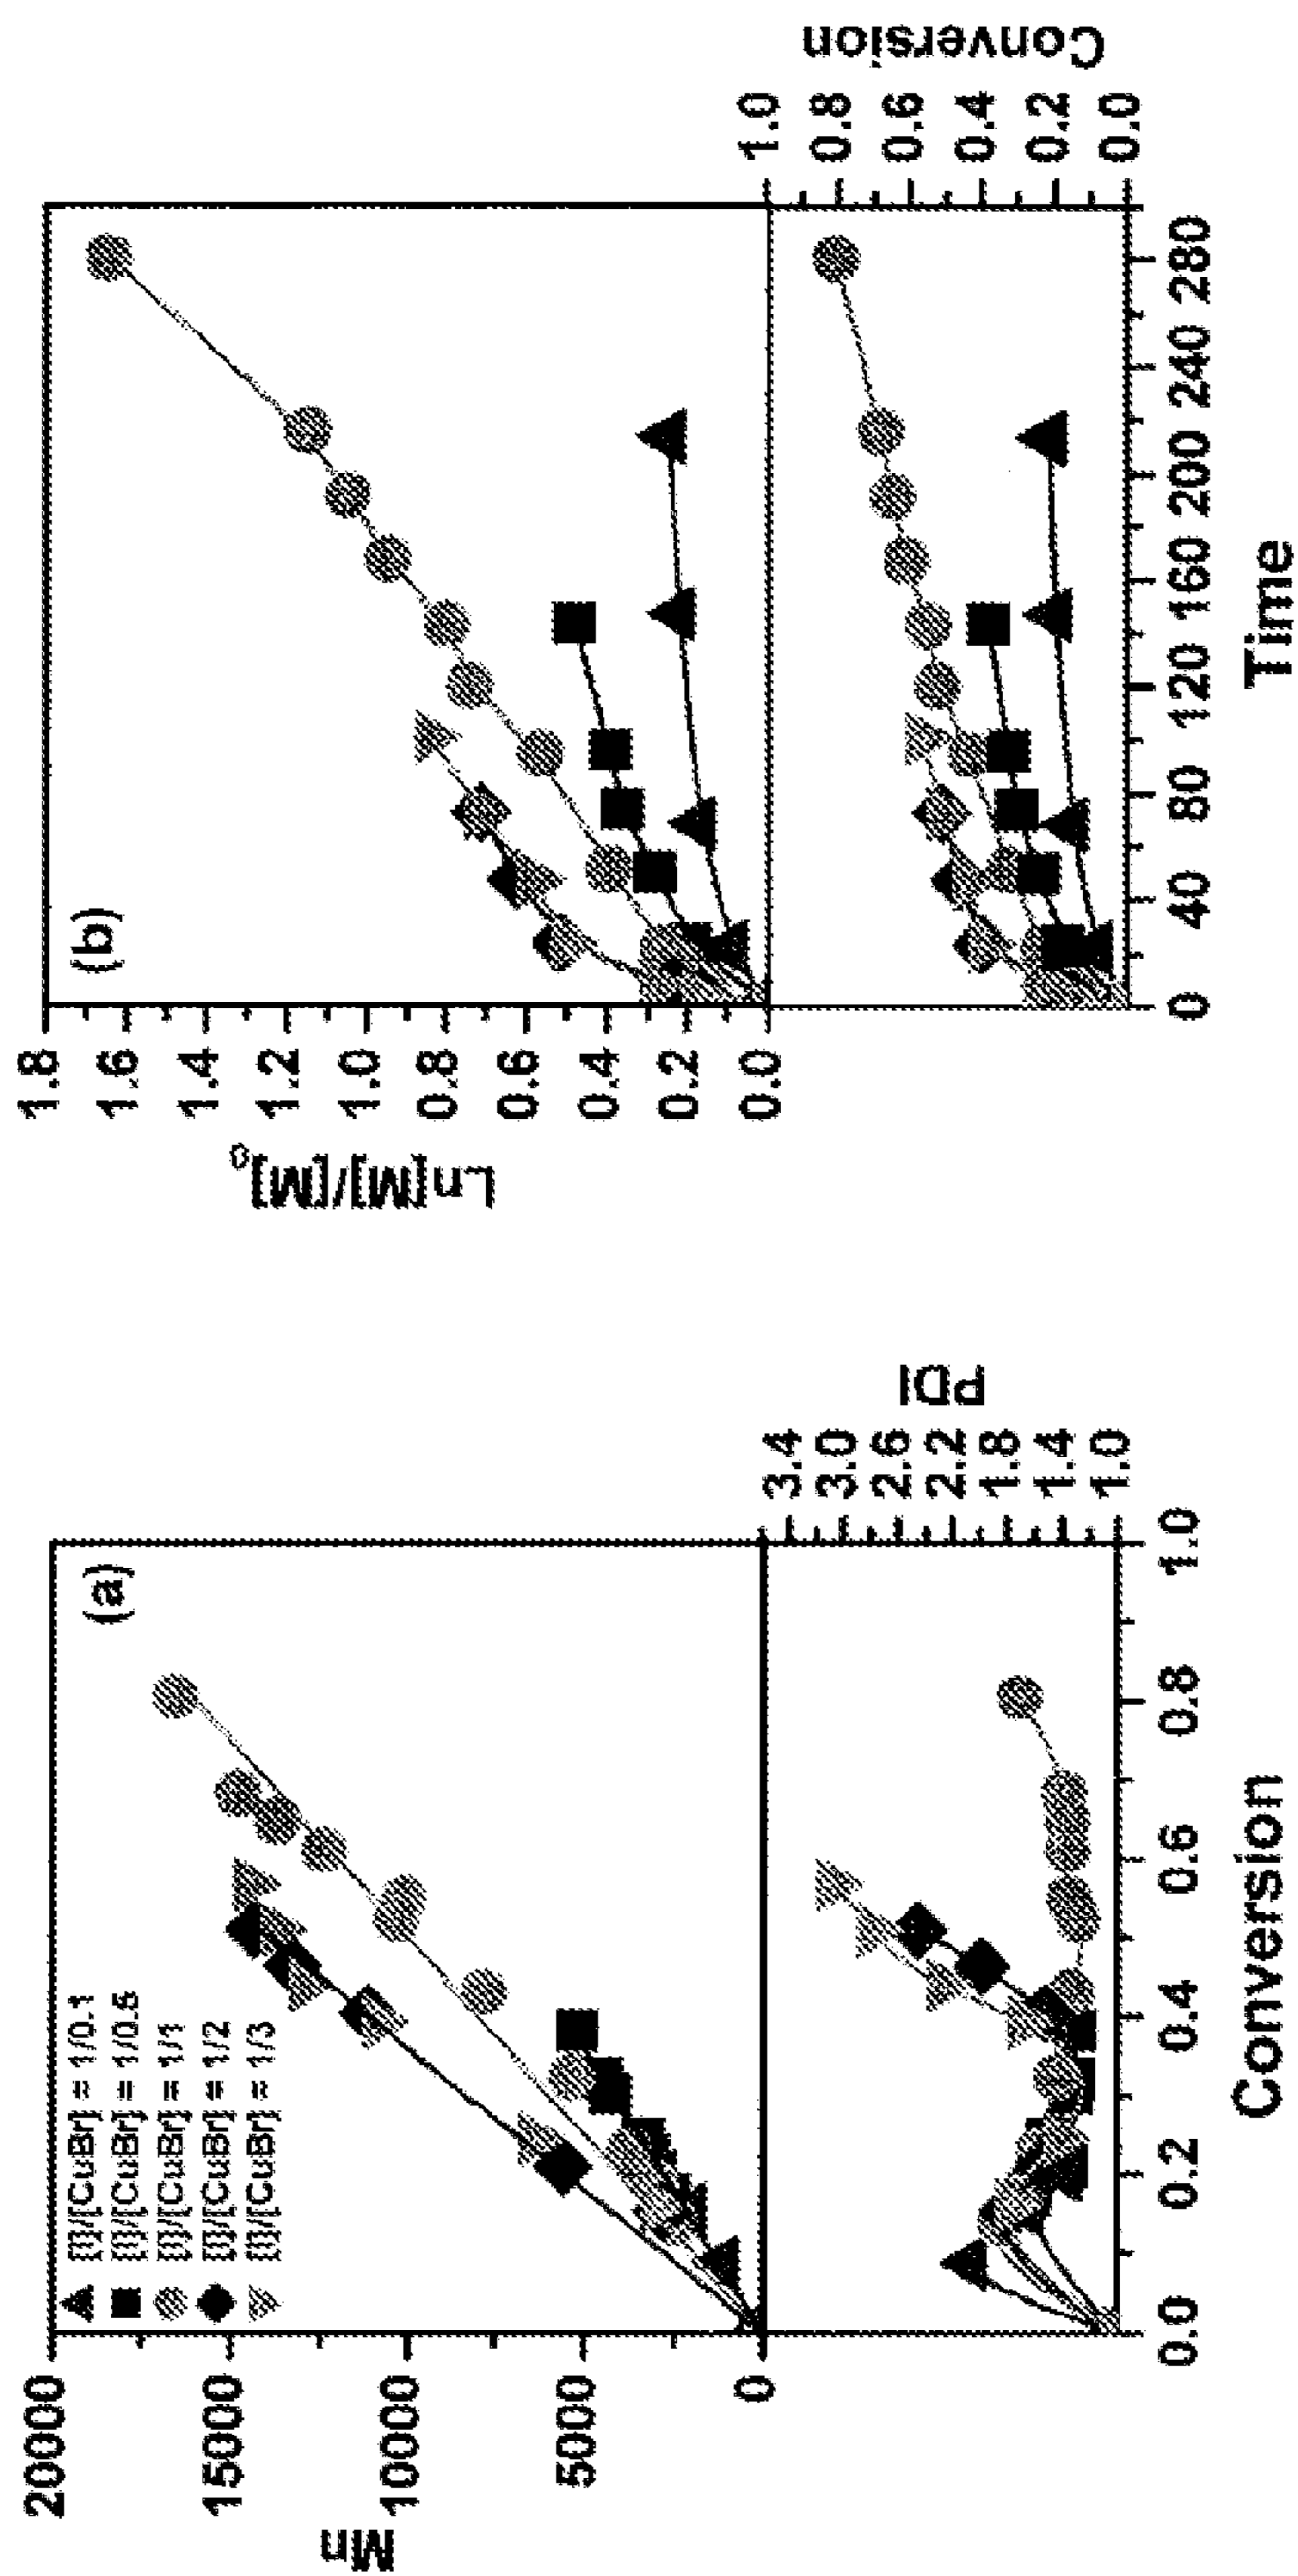 (a)
[I]/[CuBr] = 1/0.1
[I]/[CuBr] = 1/0.5
[I]/[CuBr] = 1/1
[I]/[CuBr] = 1/2
[I]/[CuBr] = 1/3
20000
15000
10000
5000
0
Mn
3.4
3.0
2.6
2.2
1.8
1.4
1.0
PDI
0.0 0.2 0.4 0.6 0.8 1.0
Conversion
(b)
1.8
1.6
1.4
1.2
1.0
0.8
0.6
0.4
0.2
0.0
Ln[M]/[M]₀
1.0
0.8
0.6
0.4
0.2
0.0
Conversion
0 40 80 120 160 200 240 280
Time